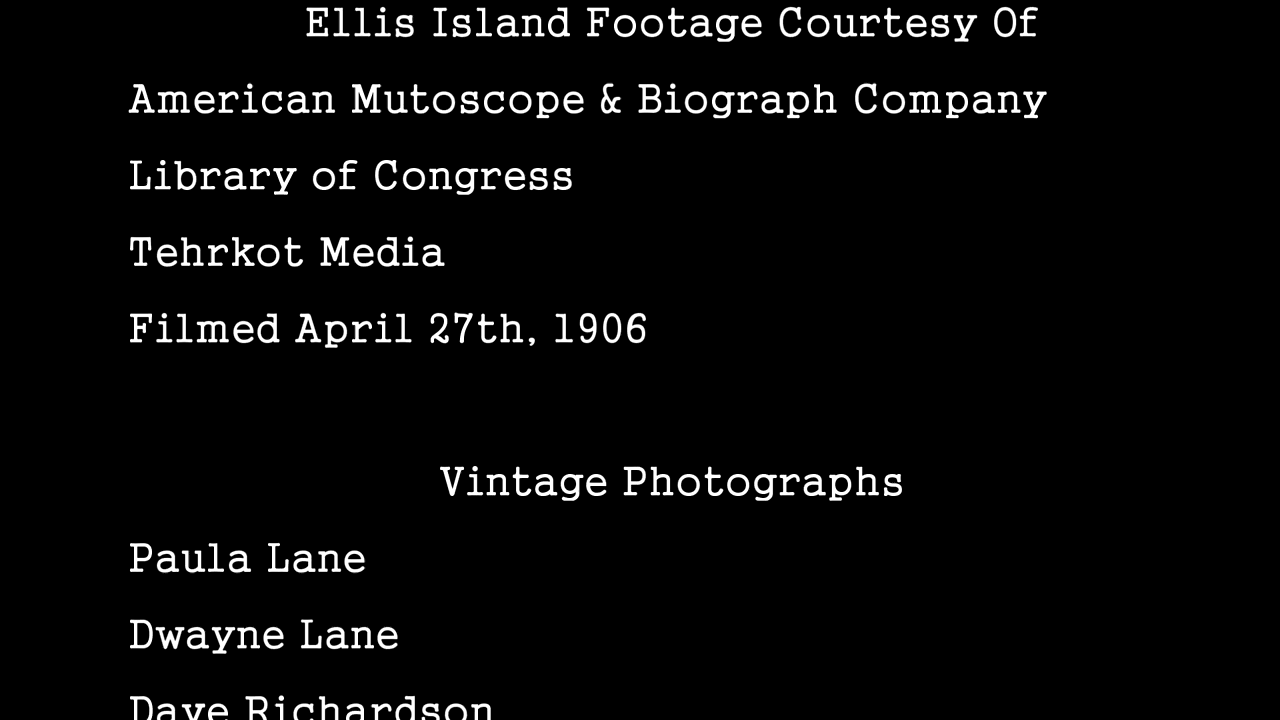 Ellis Island Footage Courtesy Of
American Mutoscope & Biograph Company
Library of Congress
Tehrkot Media
Filmed April 27th, 1906
Vintage Photographs
Paula Lane
Dwayne Lane
Dave Richardson